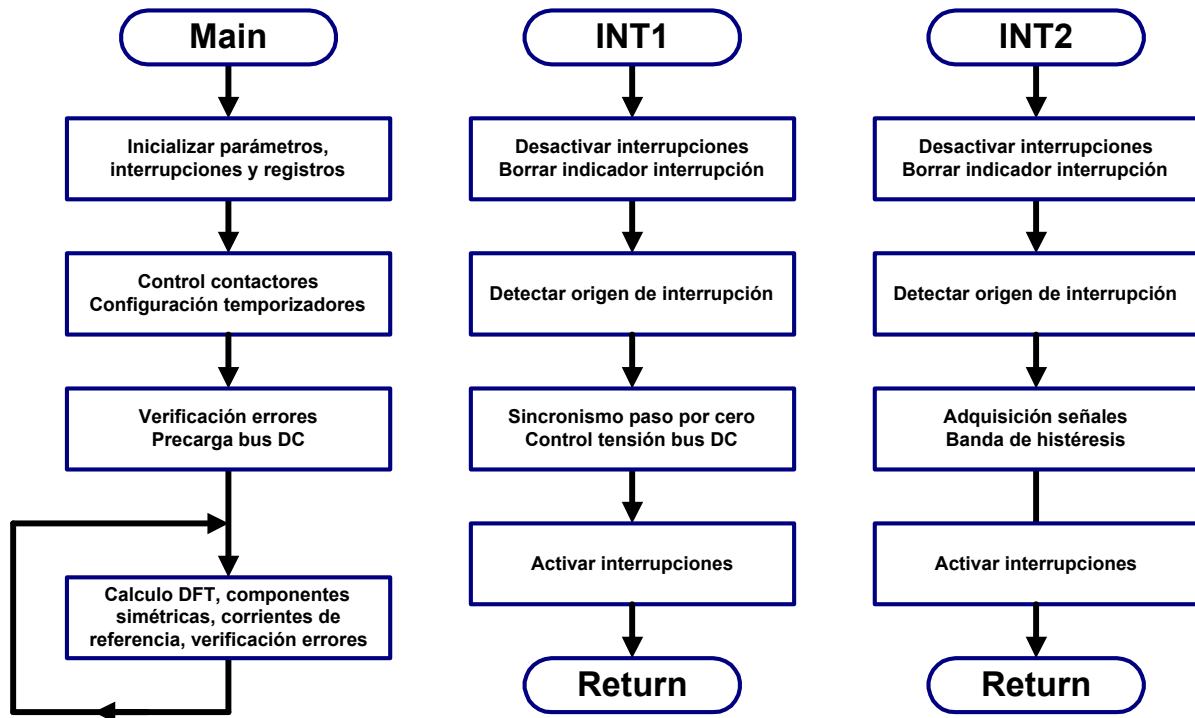 Main
Inicializar parámetros,
interrupciones y registros
Control contactores
Configuración temporizadores
Verificación errores
Precarga bus DC
Calculo DFT, componentes
simétricas, corrientes de
referencia, verificación errores
INT1
Desactivar interrupciones
Borrar indicador interrupción
Detectar origen de interrupción
Sincronismo paso por cero
Control tensión bus DC
Activar interrupciones
Return
INT2
Desactivar interrupciones
Borrar indicador interrupción
Detectar origen de interrupción
Adquisición señales
Banda de histéresis
Activar interrupciones
Return